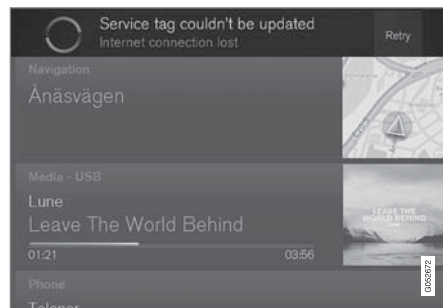 Service tag couldn't be updated
Internet connection lost
Retry
Navigation
Ånäsvägen
Media - USB
Lune
Leave The World Behind
01:21
03:56
LEAVE THE
WORLD BEHIND
Phone
G052672